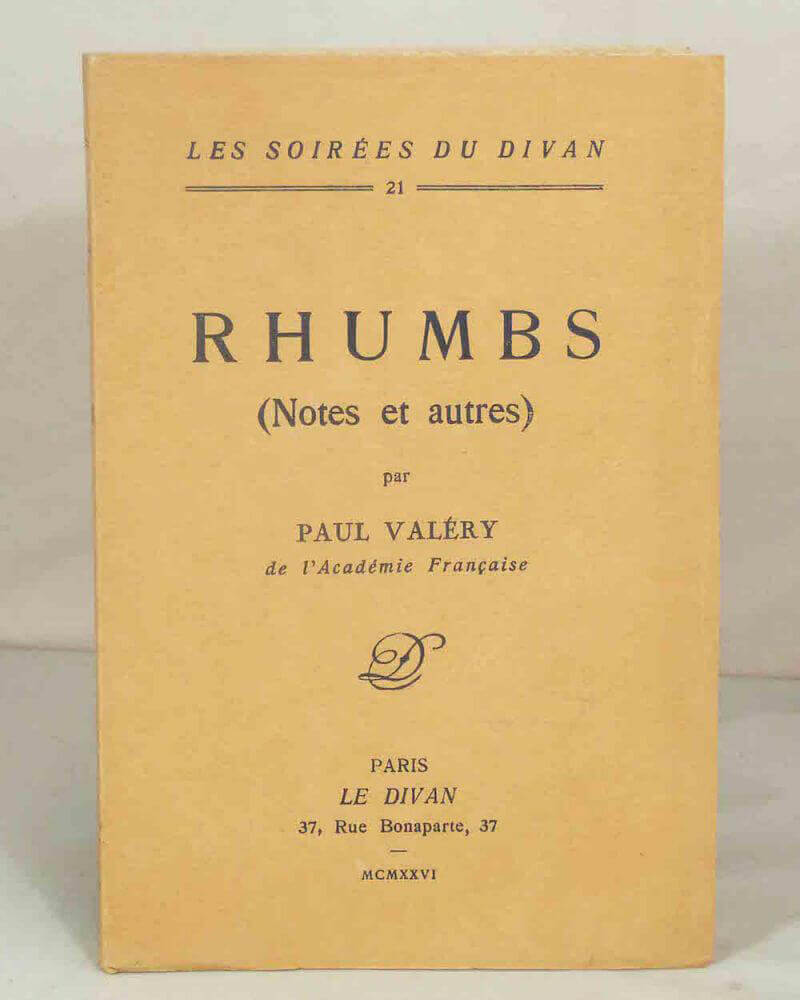 LES SOIRÉES DU DIVAN
21
RHUMBS
(Notes et autres)
par
PAUL VALÉRY
de l'Académie Française
D
PARIS
LE DIVAN
37, Rue Bonaparte, 37
MCMXXVI